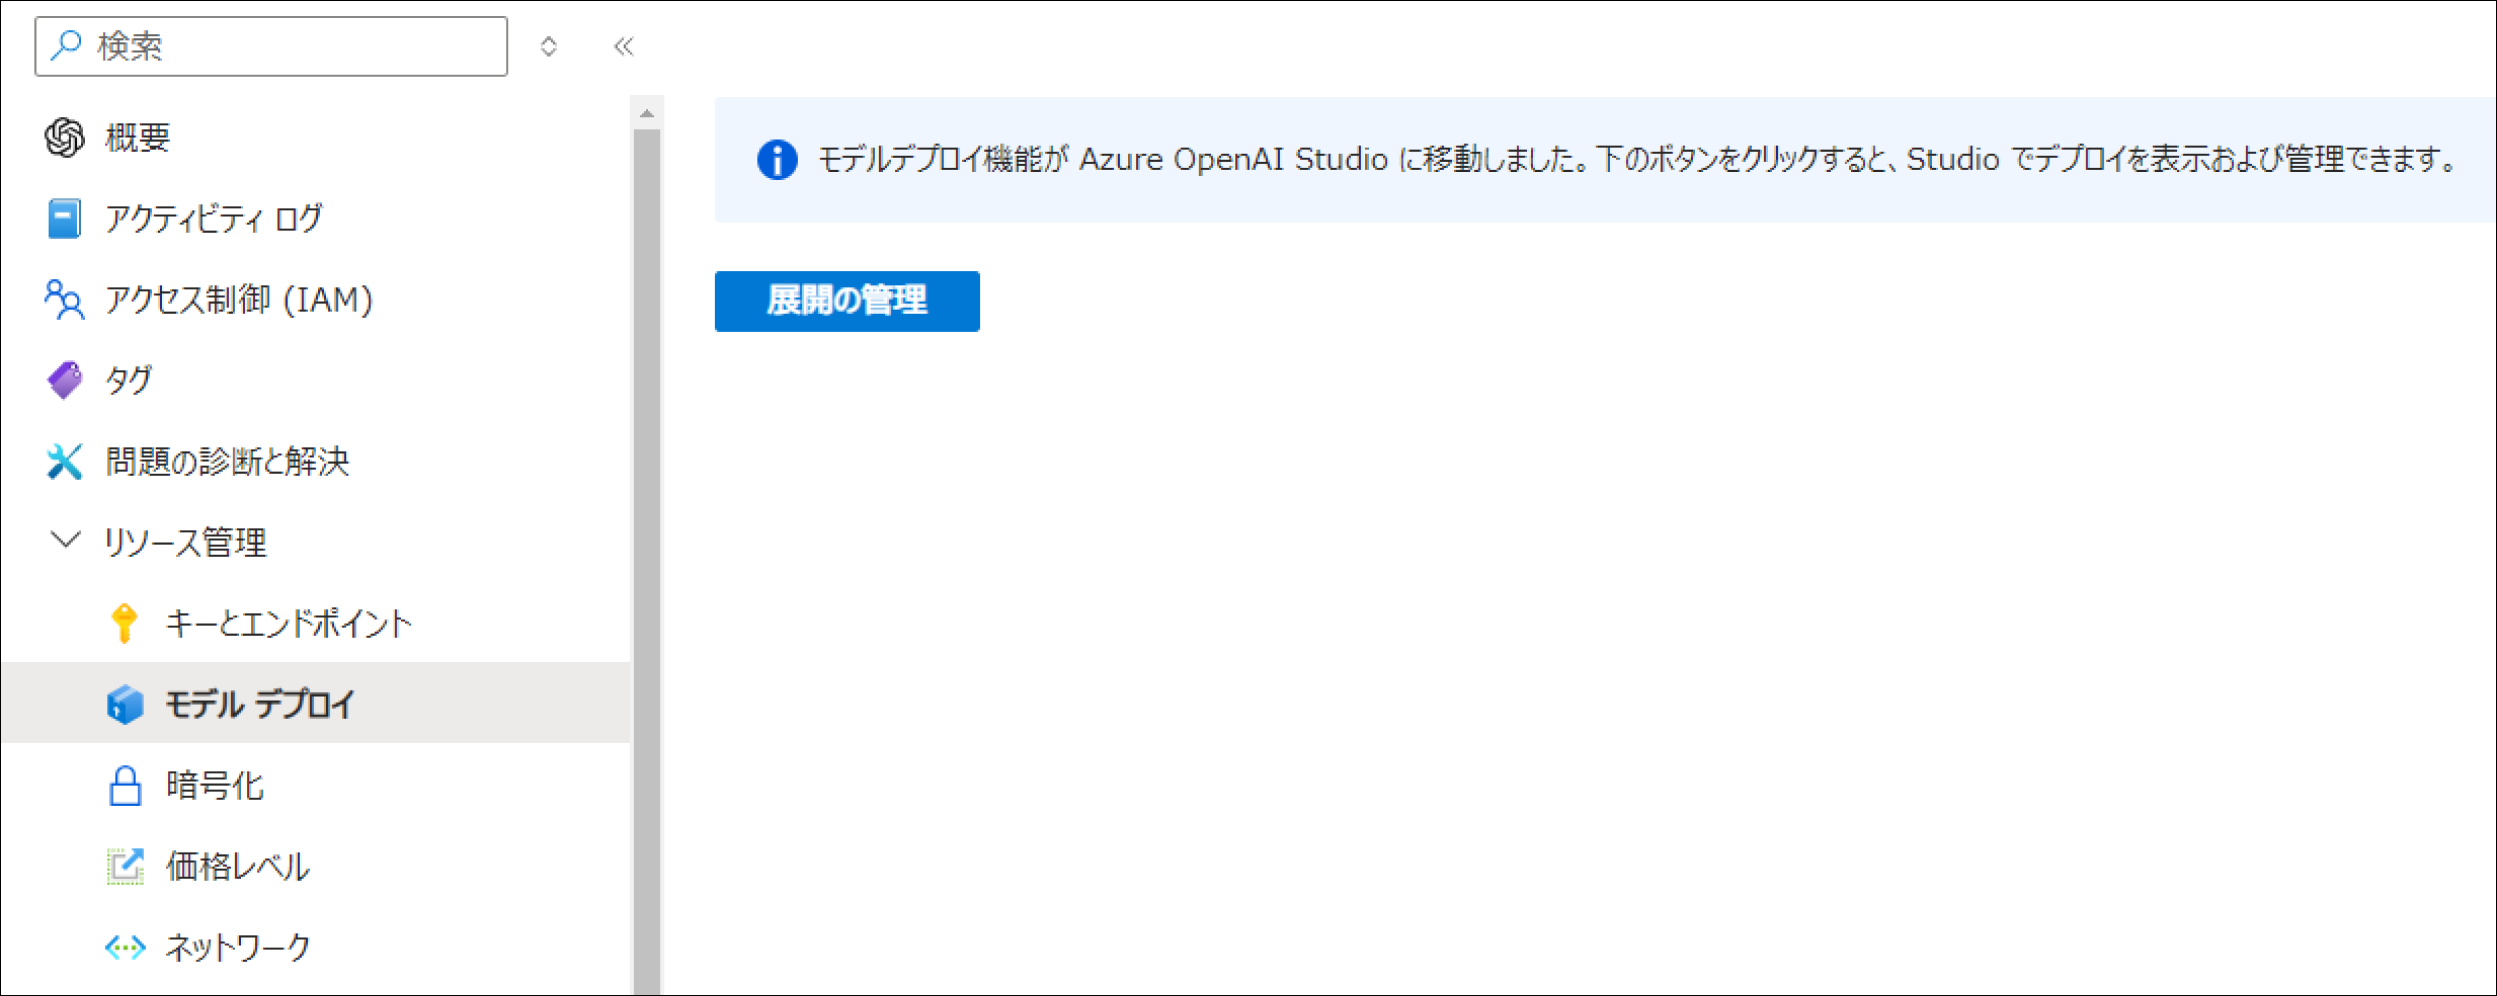 検索
概要
アクティビティ ログ
アクセス制御 (IAM)
タグ
問題の診断と解決
リソース管理
キーとエンドポイント
モデル デプロイ
暗号化
価格レベル
ネットワーク
モデルデプロイ機能が Azure OpenAI Studio に移動しました。下のボタンをクリックすると、Studio でデプロイを表示および管理できます。
展開の管理